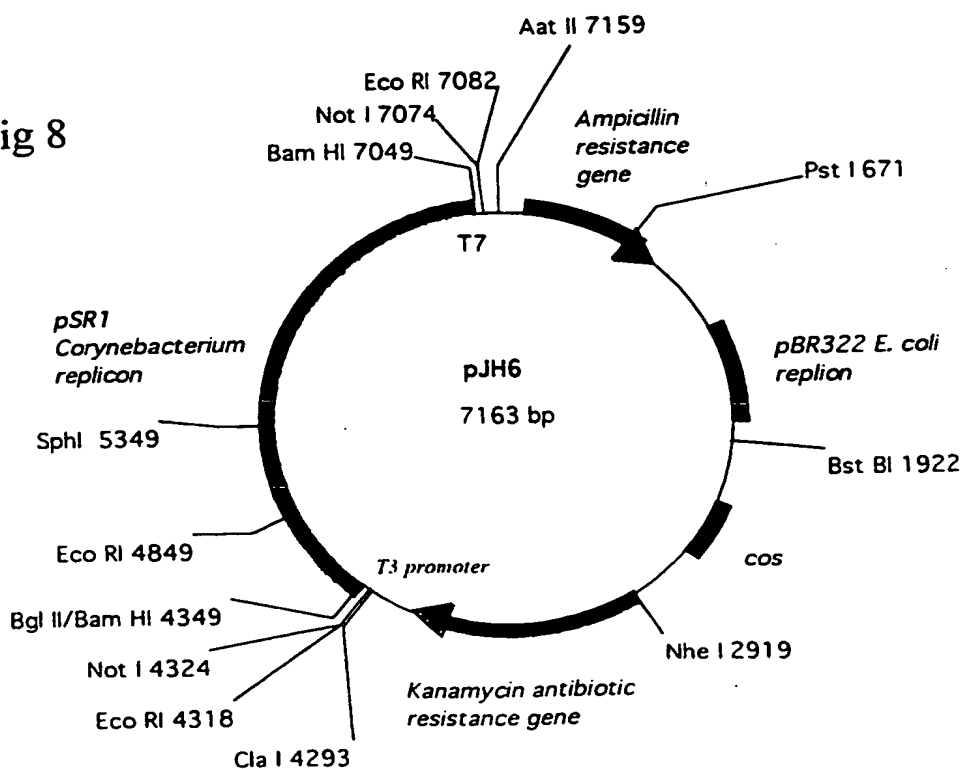 ig 8
Aat II 7159
Eco RI 7082
Not I 7074
Bam HI 7049
Ampicillin
resistance
gene
Pst I 671
T7
pSR1
Corynebacterium
replicon
pJH6
7163 bp
pBR322 E. coli
replion
SphI 5349
Bst BI 1922
Eco RI 4849
T3 promoter
cos
Bgl II/Bam HI 4349
Nhe I 2919
Not I 4324
Kanamycin antibiotic
resistance gene
Eco RI 4318
Cla I 4293